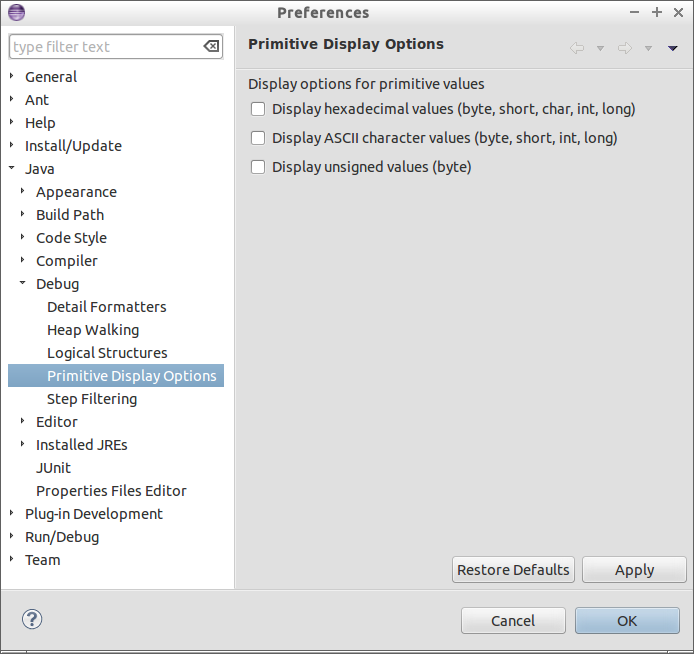 Preferences
type filter text
General
Ant
Help
Install/Update
Java
Appearance
Build Path
Code Style
Compiler
Debug
Detail Formatters
Heap Walking
Logical Structures
Primitive Display Options
Step Filtering
Editor
Installed JREs
JUnit
Properties Files Editor
Plug-in Development
Run/Debug
Team
Primitive Display Options
Display options for primitive values
Display hexadecimal values (byte, short, char, int, long)
Display ASCII character values (byte, short, int, long)
Display unsigned values (byte)
Restore Defaults
Apply
?
Cancel
OK